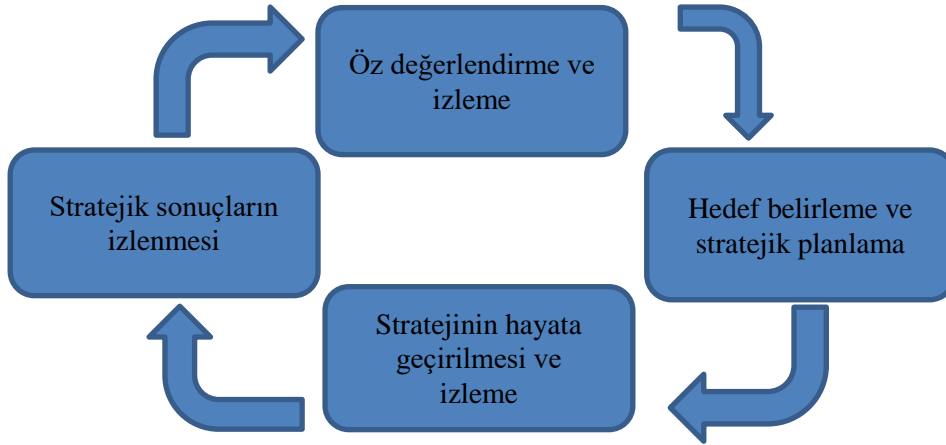 Öz değerlendirme ve
izleme
Hedef belirleme ve
stratejik planlama
Stratejinin hayata
geçirilmesi ve
izleme
Stratejik sonuçların
izlenmesi